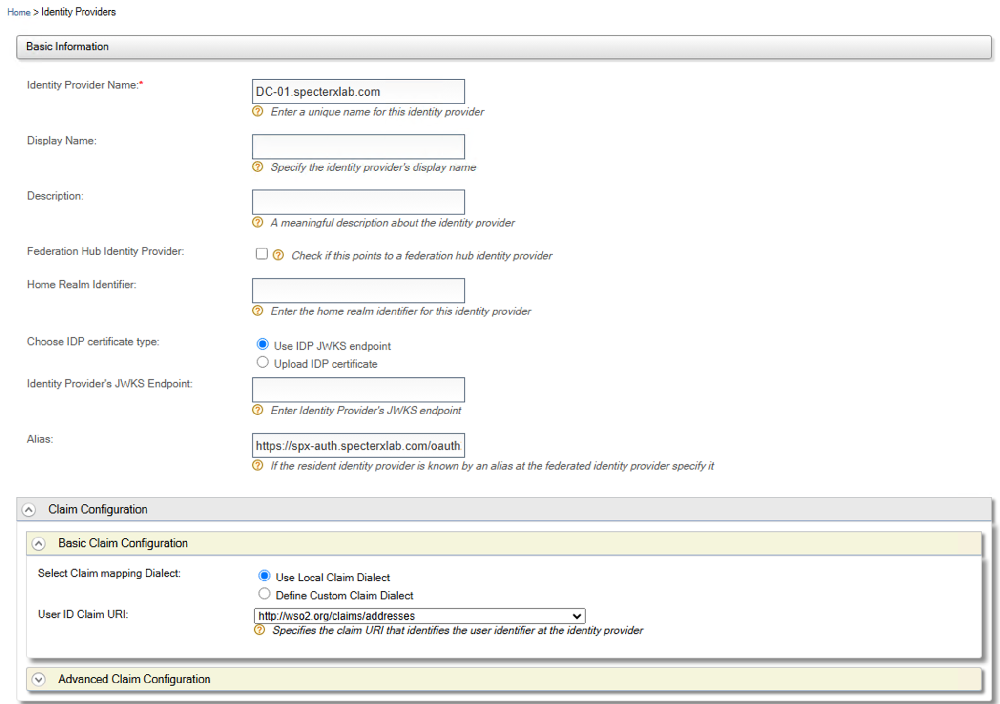 Home > Identity Providers
Basic Information
Identity Provider Name:*
DC-01.specterxlab.com
Enter a unique name for this identity provider
Display Name:
Specify the identity provider's display name
Description:
A meaningful description about the identity provider
Federation Hub Identity Provider:
Check if this points to a federation hub identity provider
Home Realm Identifier:
Enter the home realm identifier for this identity provider
Choose IDP certificate type:
Use IDP JWKS endpoint
Upload IDP certificate
Identity Provider's JWKS Endpoint:
Enter Identity Provider's JWKS endpoint
Alias:
https://spx-auth.specterxlab.com/oauth
If the resident identity provider is known by an alias at the federated identity provider specify it
Claim Configuration
Basic Claim Configuration
Select Claim mapping Dialect:
Use Local Claim Dialect
Define Custom Claim Dialect
User ID Claim URI:
http://wso2.org/claims/addresses
Specifies the claim URI that identifies the user identifier at the identity provider
Advanced Claim Configuration